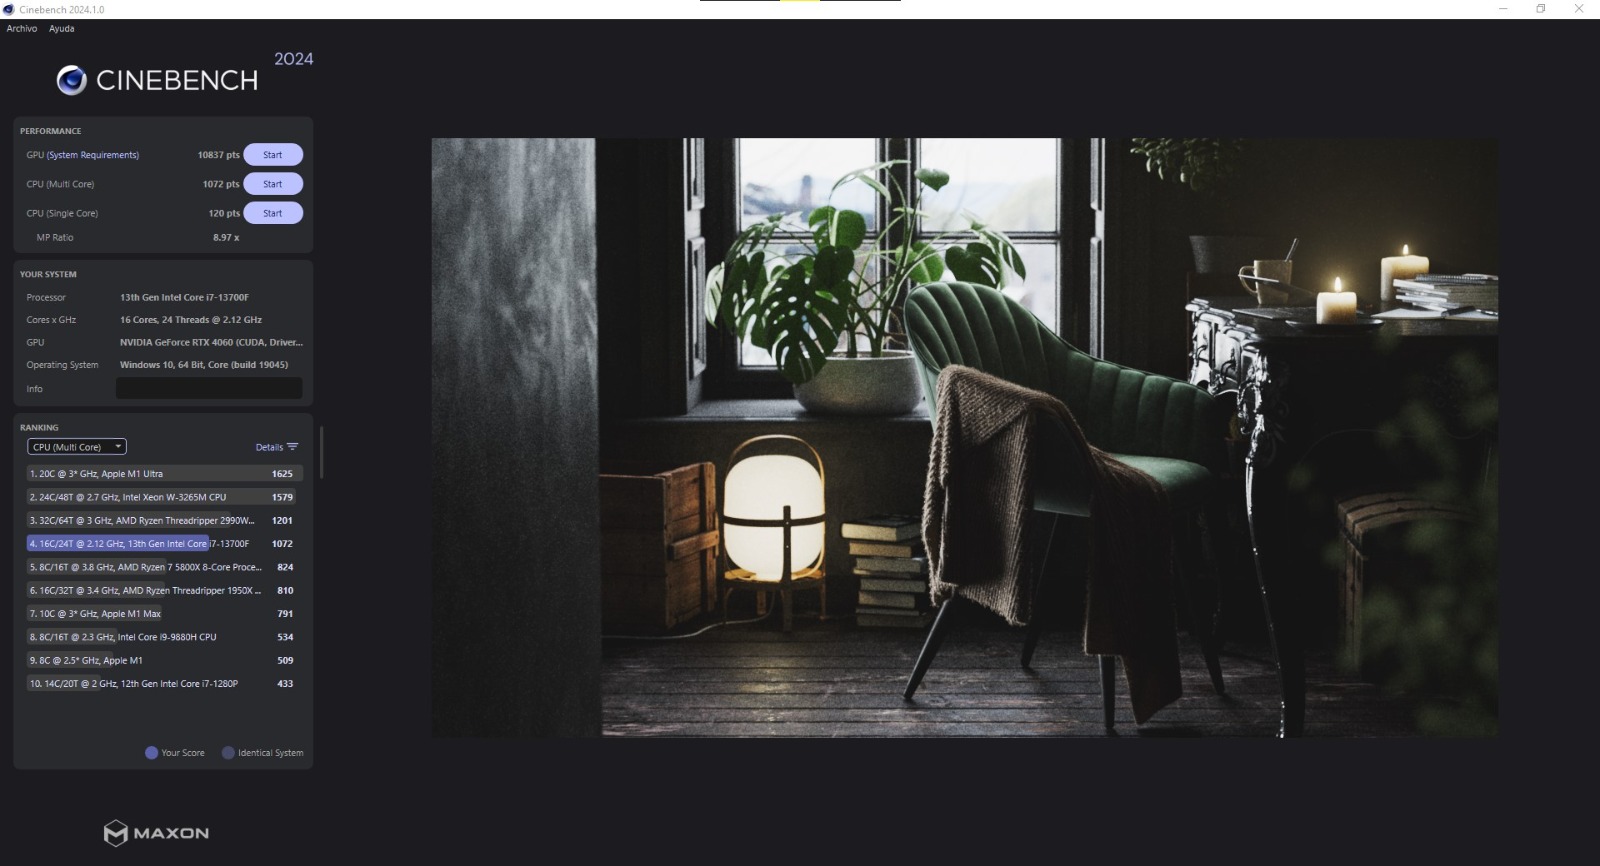 Cinebench 2024.1.0
Archivo Ayuda
CINEBENCH 2024
PERFORMANCE
GPU (System Requirements) 10837 pts Start
CPU (Multi Core) 1072 pts Start
CPU (Single Core) 120 pts Start
MP Ratio 8.97 x
YOUR SYSTEM
Processor 13th Gen Intel Core i7-13700F
Cores x GHz 16 Cores, 24 Threads @ 2.12 GHz
GPU NVIDIA GeForce RTX 4060 (CUDA, Driver...
Operating System Windows 10, 64 Bit, Core (build 19045)
Info
RANKING
CPU (Multi Core) Details
1. 20C @ 3* GHz, Apple M1 Ultra 1625
2. 24C/48T @ 2.7 GHz, Intel Xeon W-3265M CPU 1579
3. 32C/64T @ 3 GHz, AMD Ryzen Threadripper 2990W... 1201
4. 16C/24T @ 2.12 GHz, 13th Gen Intel Core i7-13700F 1072
5. 8C/16T @ 3.8 GHz, AMD Ryzen 7 5800X 8-Core Proce... 824
6. 16C/32T @ 3.4 GHz, AMD Ryzen Threadripper 1950X ... 810
7. 10C @ 3* GHz, Apple M1 Max 791
8. 8C/16T @ 2.3 GHz, Intel Core i9-9880H CPU 534
9. 8C @ 2.5* GHz, Apple M1 509
10. 14C/20T @ 2 GHz, 12th Gen Intel Core i7-1280P 433
Your Score Identical System
MAXON